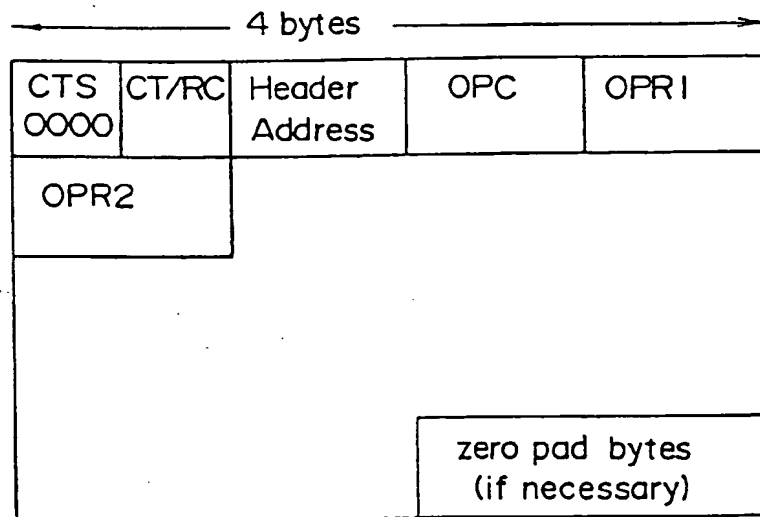 4 bytes
CTS
0000
CT/RC
Header
Address
OPC
OPR1
OPR2
zero pad bytes
(if necessary)